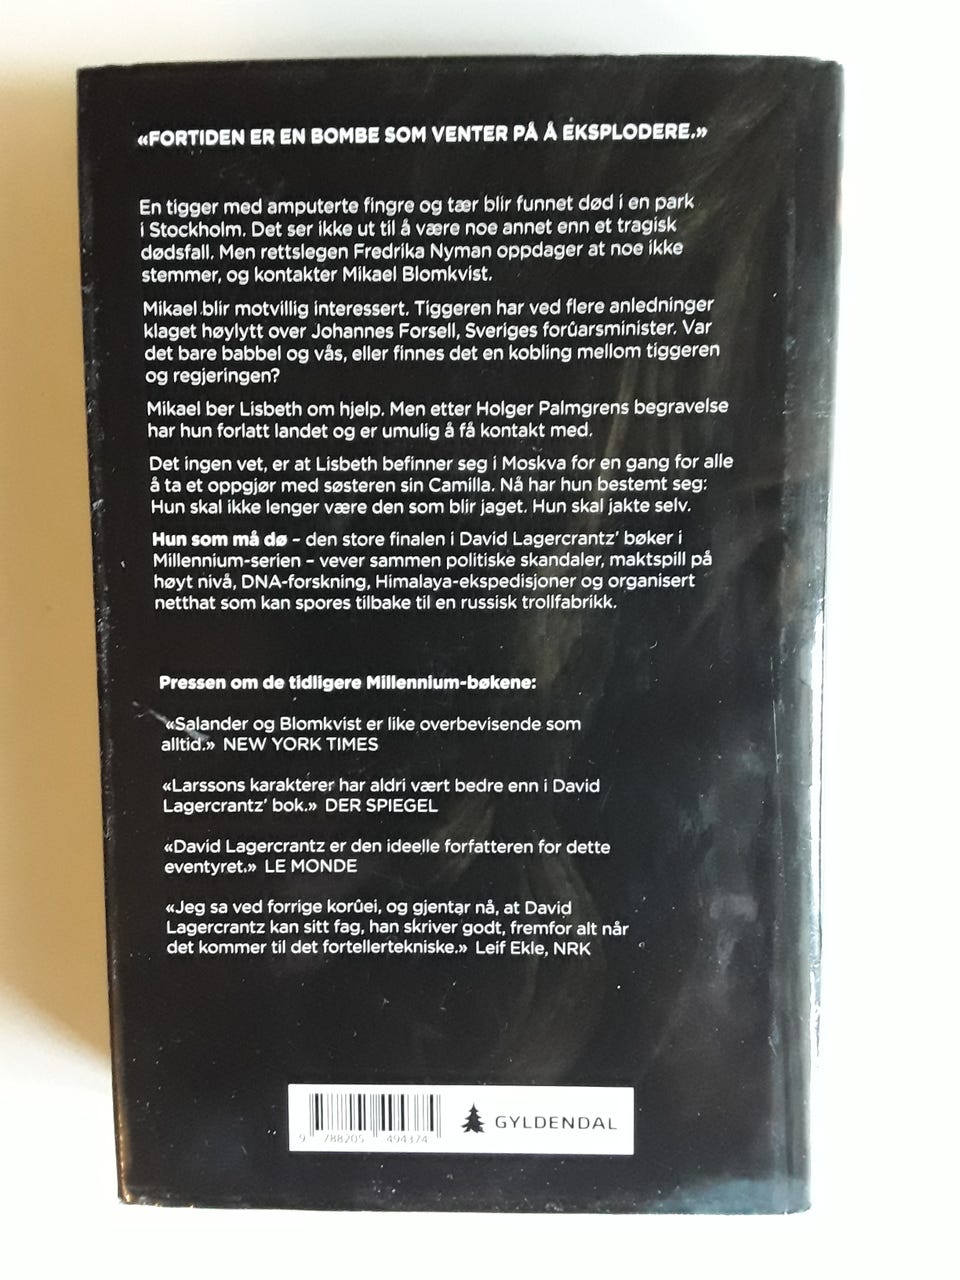 «FORTIDEN ER EN BOMBE SOM VENTER PÅ Å EKSPLODERE.»
En tigger med amputerte fingre og tær blir funnet død i en park
i Stockholm. Det ser ikke ut til å være noe annet enn et tragisk
dødsfall. Men rettslegen Fredrika Nyman oppdager at noe ikke
stemmer, og kontakter Mikael Blomkvist.
Mikael blir motvillig interessert. Tiggeren har ved flere anledninger
klaget høylytt over Johannes Forsell, Sveriges forûarsminister. Var
det bare babbel og vås, eller finnes det en kobling mellom tiggeren
og regjeringen?
Mikael ber Lisbeth om hjelp. Men etter Holger Palmgrens begravelse
har hun forlatt landet og er umulig å få kontakt med.
Det ingen vet, er at Lisbeth befinner seg i Moskva for en gang for alle
å ta et oppgjør med søsteren sin Camilla. Nå har hun bestemt seg:
Hun skal ikke lenger være den som blir jaget. Hun skal jakte selv.
Hun som må dø – den store finalen i David Lagercrantz’ bøker i
Millennium-serien – vever sammen politiske skandaler, maktspill på
høyt nivå, DNA-forskning, Himalaya-ekspedisjoner og organisert
netthat som kan spores tilbake til en russisk trollfabrikk.
Pressen om de tidligere Millennium-bøkene:
«Salander og Blomkvist er like overbevisende som
alltid.» NEW YORK TIMES
«Larssons karakterer har aldri vært bedre enn i David
Lagercrantz’ bok.» DER SPIEGEL
«David Lagercrantz er den ideelle forfatteren for dette
eventyret.» LE MONDE
«Jeg sa ved forrige korûei, og gjentar nå, at David
Lagercrantz kan sitt fag, han skriver godt, fremfor alt når
det kommer til det fortellertekniske.» Leif Ekle, NRK
GYLDENDAL
9 788205 494374